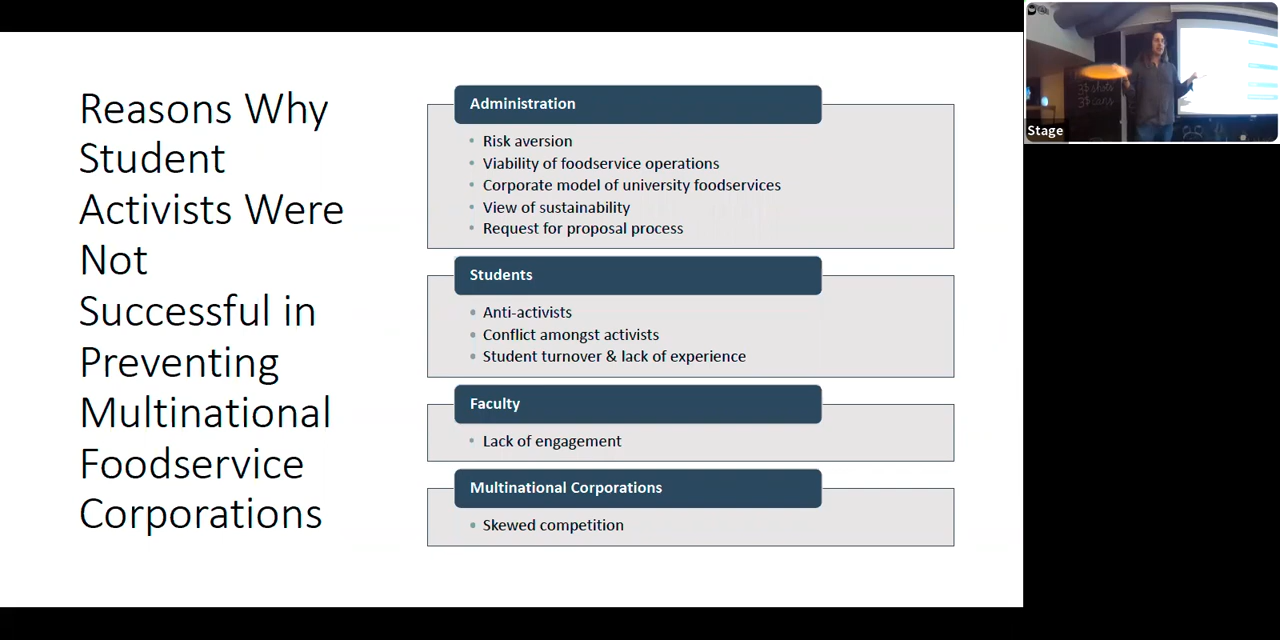 Reasons Why
Student
Activists Were
Not
Successful in
Preventing
Multinational
Foodservice
Corporations
Administration
• Risk aversion
• Viability of foodservice operations
• Corporate model of university foodservices
• View of sustainability
• Request for proposal process
Students
• Anti-activists
• Conflict amongst activists
• Student turnover & lack of experience
Faculty
• Lack of engagement
Multinational Corporations
• Skewed competition
Stage